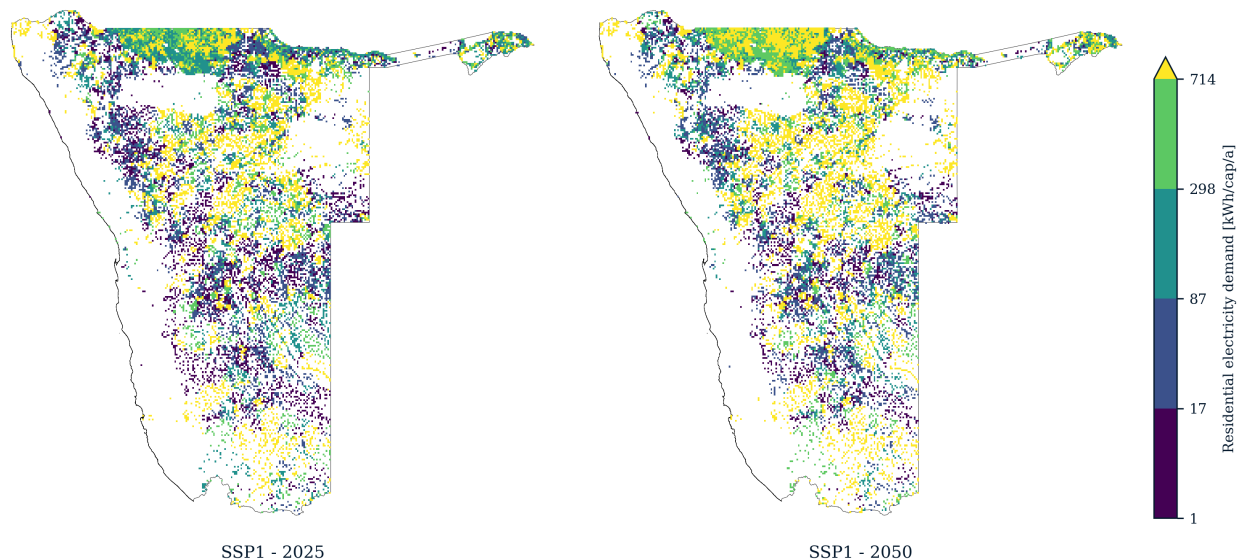 714
298
87
17
1
Residential electricity demand [kWh/cap/a]
SSP1 - 2025
SSP1 - 2050